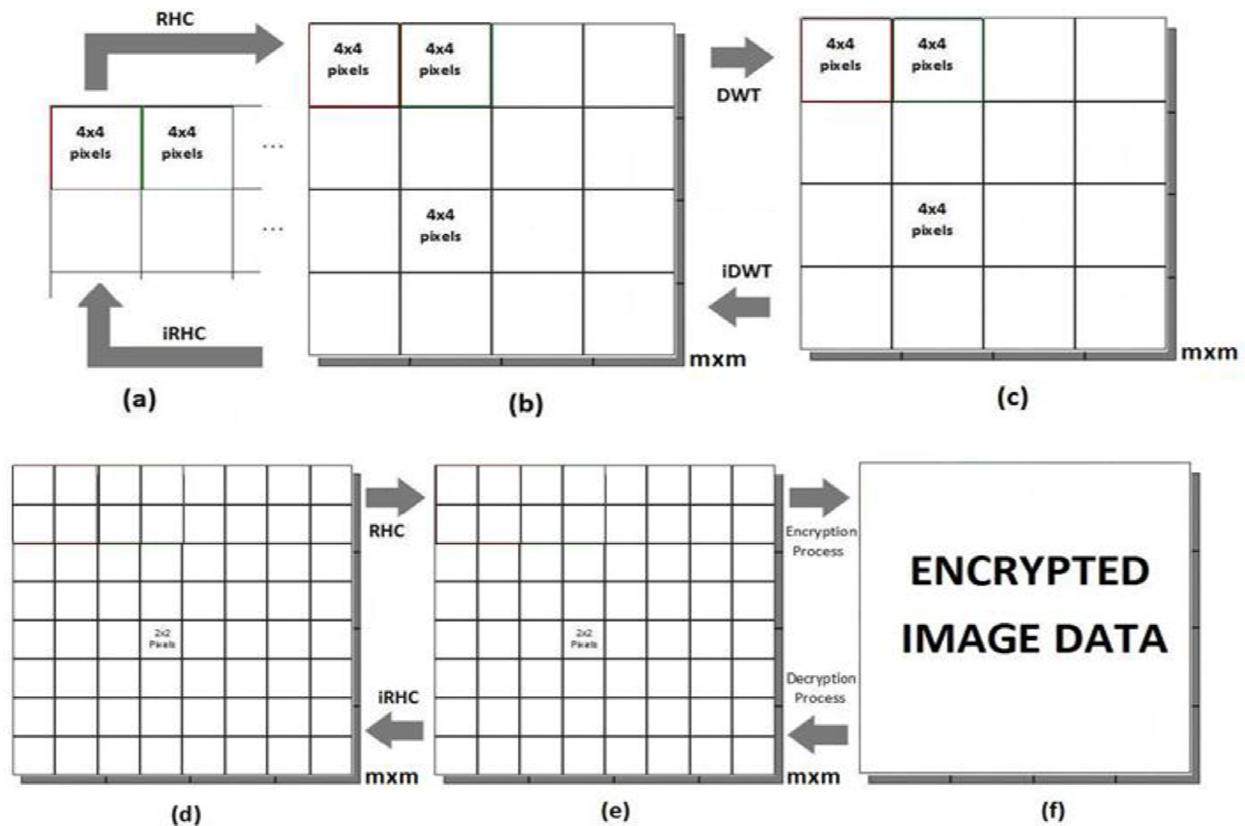 RHC
4x4
pixels
4x4
pixels
...
...
iRHC
(a)
4x4
pixels
4x4
pixels
4x4
pixels
mxm
(b)
DWT
iDWT
4x4
pixels
4x4
pixels
4x4
pixels
mxm
(c)
2x2
Pixels
mxm
(d)
RHC
iRHC
2x2
Pixels
mxm
(e)
Encryption
Process
Decryption
Process
ENCRYPTED
IMAGE DATA
(f)